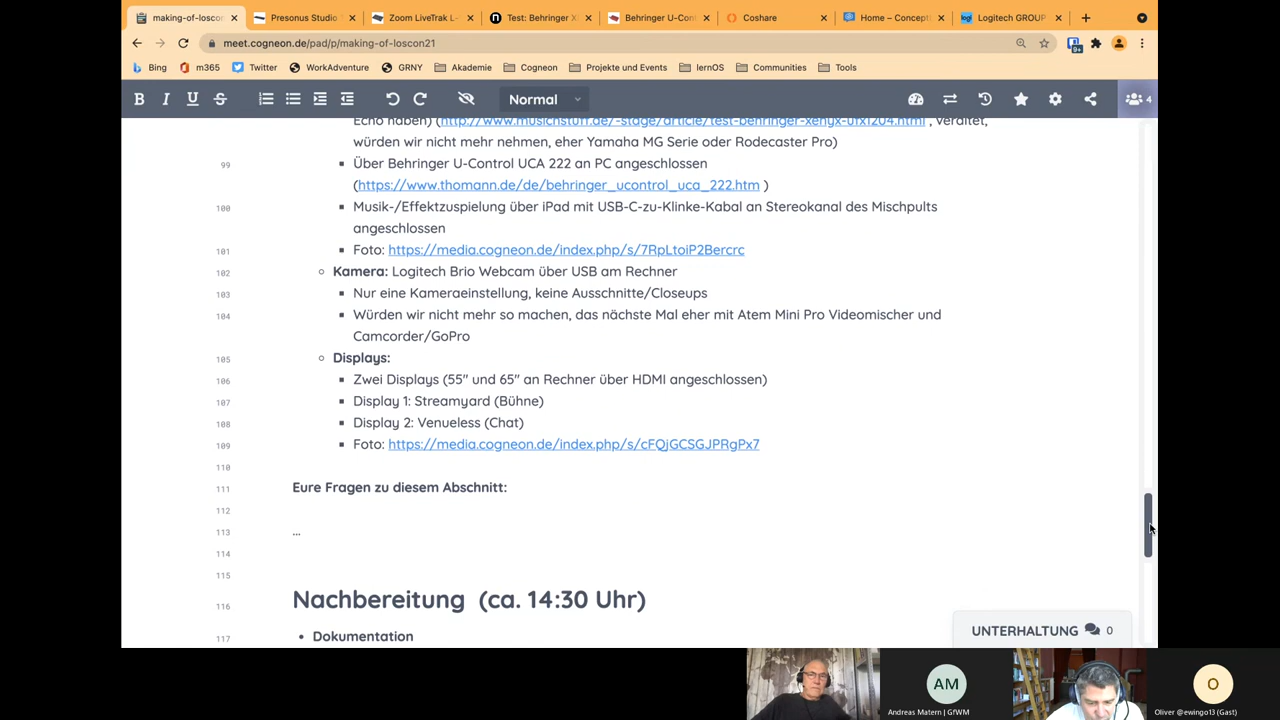 making-of-loscon
Presonus Studio
Zoom LiveTrak L-
Test: Behringer X
Behringer U-Con
Coshare
Home – Concept
Logitech GROUP
meet.cogneon.de/pad/p/making-of-loscon21
9+
Bing
m365
Twitter
WorkAdventure
GRNY
Akademie
Cogneon
Projekte und Events
lernOS
Communities
Tools
B I U S
Normal
4
Echo haben) (http://www.musichstuff.de/-stage/article/test-behringer-xenyx-ufx1204.html , veraltet,
würden wir nicht mehr nehmen, eher Yamaha MG Serie oder Rodecaster Pro)
99 ▪ Über Behringer U-Control UCA 222 an PC angeschlossen
(https://www.thomann.de/de/behringer_ucontrol_uca_222.htm )
100 ▪ Musik-/Effektzuspielung über iPad mit USB-C-zu-Klinke-Kabal an Stereokanal des Mischpults
angeschlossen
101 ▪ Foto: https://media.cogneon.de/index.php/s/7RpLtoiP2Bercrc
102 ◦ Kamera: Logitech Brio Webcam über USB am Rechner
103 ▪ Nur eine Kameraeinstellung, keine Ausschnitte/Closeups
104 ▪ Würden wir nicht mehr so machen, das nächste Mal eher mit Atem Mini Pro Videomischer und
Camcorder/GoPro
105 ◦ Displays:
106 ▪ Zwei Displays (55" und 65" an Rechner über HDMI angeschlossen)
107 ▪ Display 1: Streamyard (Bühne)
108 ▪ Display 2: Venueless (Chat)
109 ▪ Foto: https://media.cogneon.de/index.php/s/cFQjGCSGJPRgPx7
110
111 Eure Fragen zu diesem Abschnitt:
112
113 ...
114
115
116 Nachbereitung (ca. 14:30 Uhr)
117 • Dokumentation
UNTERHALTUNG 0
AM
Andreas Matern | GfWM
O
Oliver @ewingo13 (Gast)